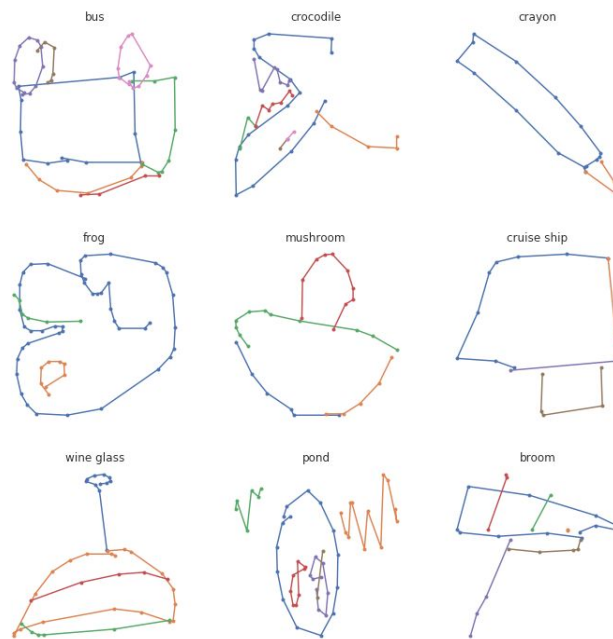 bus
crocodile
crayon
frog
mushroom
cruise ship
wine glass
pond
broom